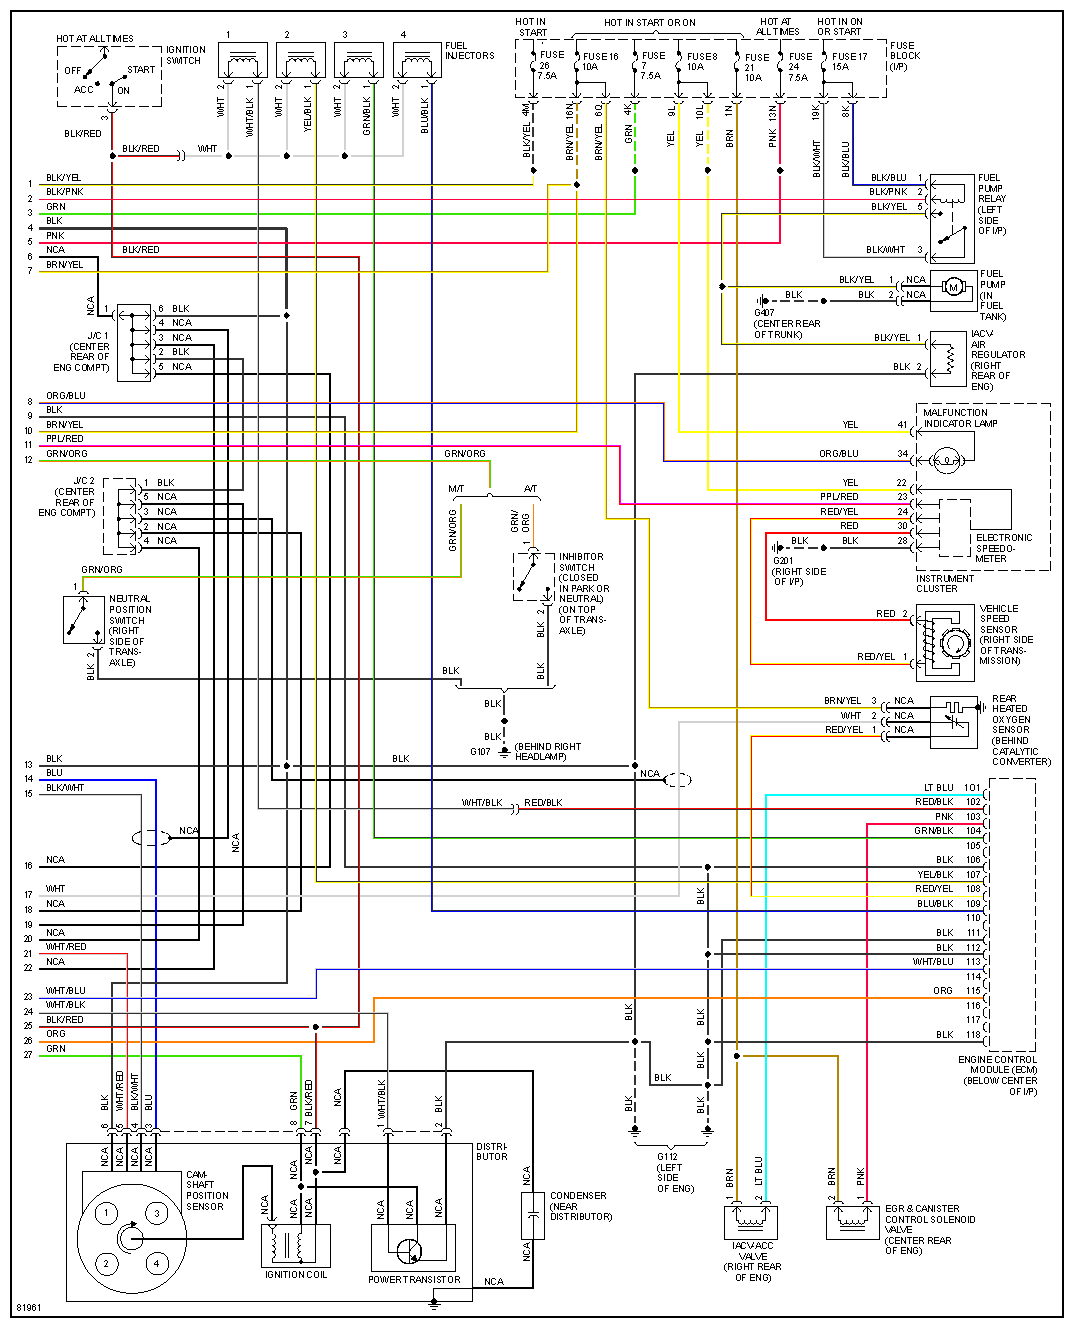 HOT AT ALL TIMES
OFF
START
ACC
ON
IGNITION
SWITCH
3
BLK/RED
1
2
3
4
FUEL
INJECTORS
2
1
2
1
2
1
2
1
WHT
WHT/BLK
WHT
YEL/BLK
WHT
GRN/BLK
WHT
BLU/BLK
BLK/RED
WHT
HOT IN
START
HOT IN START OR ON
HOT AT
ALL TIMES
HOT IN ON
OR START
FUSE
26
7.5A
FUSE 16
10A
FUSE
7
7.5A
FUSE 8
10A
FUSE
21
10A
FUSE
24
7.5A
FUSE 17
15A
FUSE
BLOCK
(I/P)
4M
16N
6Q
4K
9L
10L
1N
13N
19K
8K
BLK/YEL
BRN/YEL
BRN/YEL
GRN
YEL
YEL
BRN
PNK
BLK/WHT
BLK/BLU
1 BLK/YEL
2 BLK/PNK
3 GRN
4 BLK
5 PNK
6 NCA
7 BRN/YEL
BLK/RED
BLK/BLU 1
BLK/PNK 2
BLK/YEL 5
BLK/WHT 3
FUEL
PUMP
RELAY
(LEFT
SIDE
OF I/P)
BLK/YEL 1 NCA
BLK BLK 2 NCA
M
G407
(CENTER REAR
OF TRUNK)
FUEL
PUMP
(IN
FUEL
TANK)
BLK/YEL 1
BLK 2
IACV-
AIR
REGULATOR
(RIGHT
REAR OF
ENG)
NCA
1
J/C 1
(CENTER
REAR OF
ENG COMPT)
6 BLK
4 NCA
3 NCA
2 BLK
5 NCA
8 ORG/BLU
9 BLK
10 BRN/YEL
11 PPL/RED
12 GRN/ORG
GRN/ORG
J/C 2
(CENTER
REAR OF
ENG COMPT)
1 BLK
5 NCA
3 NCA
2 NCA
4 NCA
M/T
A/T
GRN/ORG
GRN/
ORG
1
INHIBITOR
SWITCH
(CLOSED
IN PARK OR
NEUTRAL)
(ON TOP
OF TRANS-
AXLE)
2
BLK
BLK
GRN/ORG
1
NEUTRAL
POSITION
SWITCH
(RIGHT
SIDE OF
TRANS-
AXLE)
2
BLK
BLK
BLK
BLK
G107
(BEHIND RIGHT
HEADLAMP)
MALFUNCTION
INDICATOR LAMP
YEL 41
ORG/BLU 34
YEL 22
PPL/RED 23
RED/YEL 24
RED 30
BLK BLK 28
G201
(RIGHT SIDE
OF I/P)
ELECTRONIC
SPEEDO-
METER
INSTRUMENT
CLUSTER
RED 2
RED/YEL 1
VEHICLE
SPEED
SENSOR
(RIGHT SIDE
OF TRANS-
MISSION)
BRN/YEL 3 NCA
WHT 2 NCA
RED/YEL 1 NCA
REAR
HEATED
OXYGEN
SENSOR
(BEHIND
CATALYTIC
CONVERTER)
13 BLK
BLK
14 BLU
15 BLK/WHT
NCA
WHT/BLK
RED/BLK
NCA
NCA
16 NCA
17 WHT
18 NCA
19
20 NCA
21 WHT/RED
22 NCA
23 WHT/BLU
24 WHT/BLK
25 BLK/RED
26 ORG
27 GRN
LT BLU 101
RED/BLK 102
PNK 103
GRN/BLK 104
105
BLK 106
YEL/BLK 107
RED/YEL 108
BLU/BLK 109
110
BLK 111
BLK 112
WHT/BLU 113
114
ORG 115
116
117
BLK 118
ENGINE CONTROL
MODULE (ECM)
(BELOW CENTER
OF I/P)
BLK
BLK
BLK
BLK
BLK
BLK
BLK
G112
(LEFT
SIDE
OF ENG)
BLK
WHT/RED
BLK/WHT
BLU
6
5
4
3
NCA
NCA
NCA
NCA
GRN
BLK/RED
8
7
NCA
WHT/BLK
1
BLK
2
NCA
NCA
NCA
NCA
NCA
NCA
NCA
NCA
DISTRI-
BUTOR
CAM-
SHAFT
POSITION
SENSOR
1
3
2
4
IGNITION COIL
POWER TRANSISTOR
NCA
NCA
NCA
CONDENSER
(NEAR
DISTRIBUTOR)
BRN
LT BLU
1
2
IACV-ACC
VALVE
(RIGHT REAR
OF ENG)
BRN
PNK
2
1
EGR & CANISTER
CONTROL SOLENOID
VALVE
(CENTER REAR
OF ENG)
81961